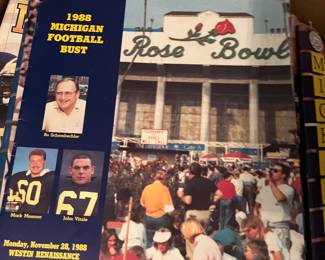 1988
MICHIGAN
FOOTBALL
BUST
Rose Bowl
Bo Schembechler
60
67
Mark Messner
John Vitale
Monday, November 28, 1988
WESTIN RENAISSANCE